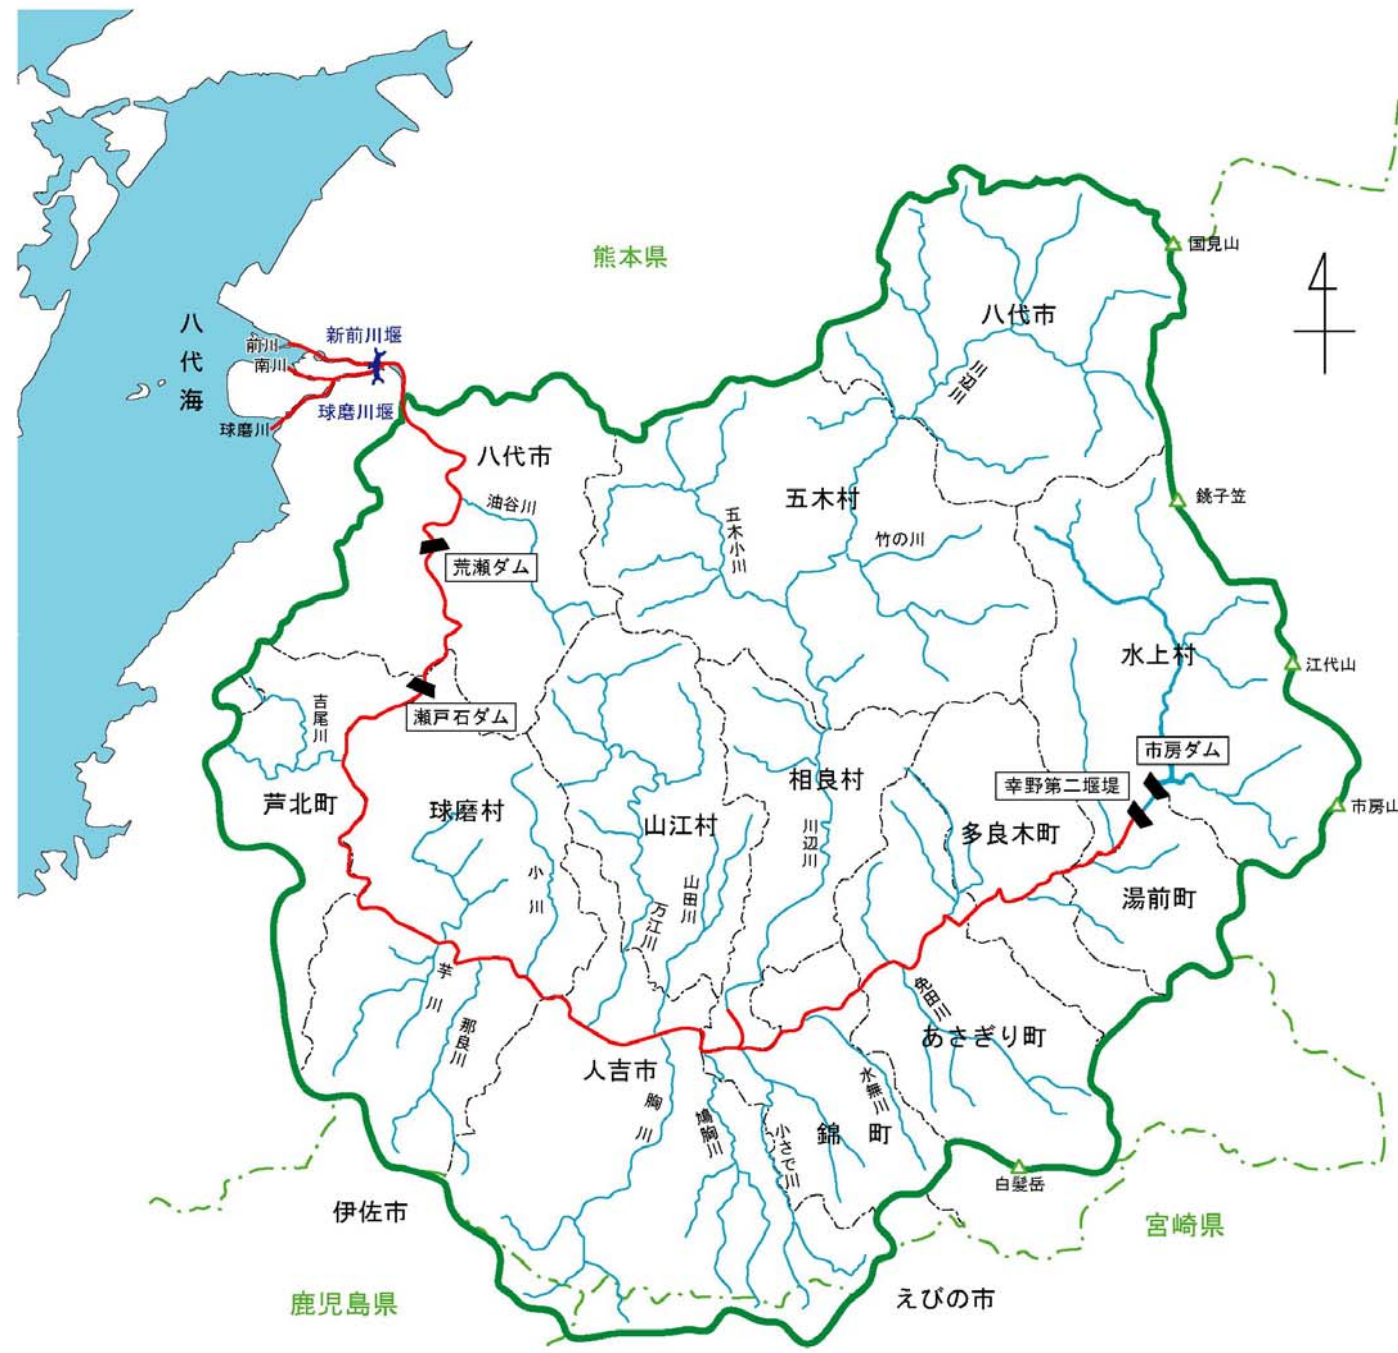 熊本県
国見山
八代市
川辺川
八代海
前川
新前川堰
南川
球磨川堰
球磨川
八代市
油谷川
荒瀬ダム
五木小川
五木村
竹の川
銚子笠
水上村
江代山
吉尾川
瀬戸石ダム
市房ダム
幸野第二堰堤
市房山
芦北町
球磨村
小川
山江村
万江川
山田川
相良村
川辺川
多良木町
湯前町
芋川
那良川
免田川
あさぎり町
人吉市
胸川
鳩胸川
小さで川
錦町
水無川
白髪岳
伊佐市
宮崎県
鹿児島県
えびの市